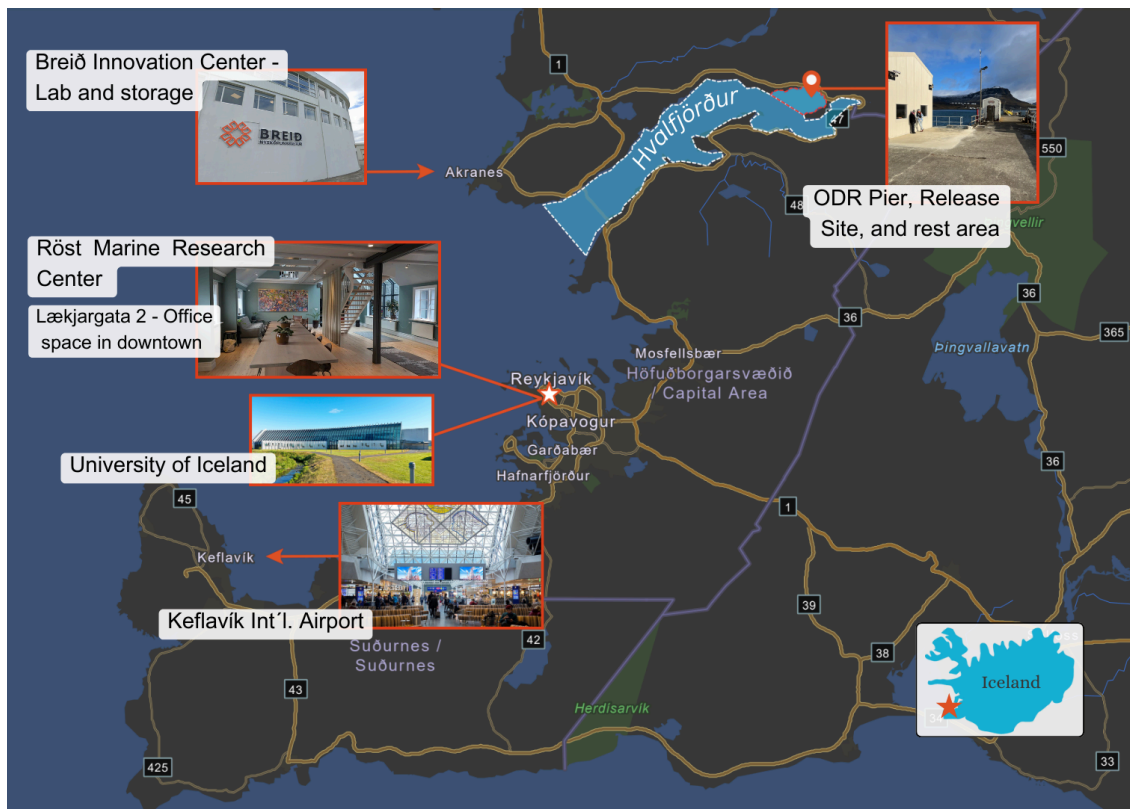 Breið Innovation Center -
Lab and storage
BREIÐ
Akranes
1
Hvalfjörður
47
550
ODR Pier, Release
Site, and rest area
48
Röst Marine Research
Center
Lækjargata 2 - Office
space in downtown
36
36
365
Þingvallavatn
Mosfellsbær
Höfuðborgarsvæðið
/ Capital Area
Reykjavík
Kópavogur
Garðabær
Hafnarfjörður
University of Iceland
36
45
1
Keflavík
Keflavík Int´l. Airport
39
42
38
Suðurnes /
Suðurnes
43
Iceland
34
Herdísarvík
425
33